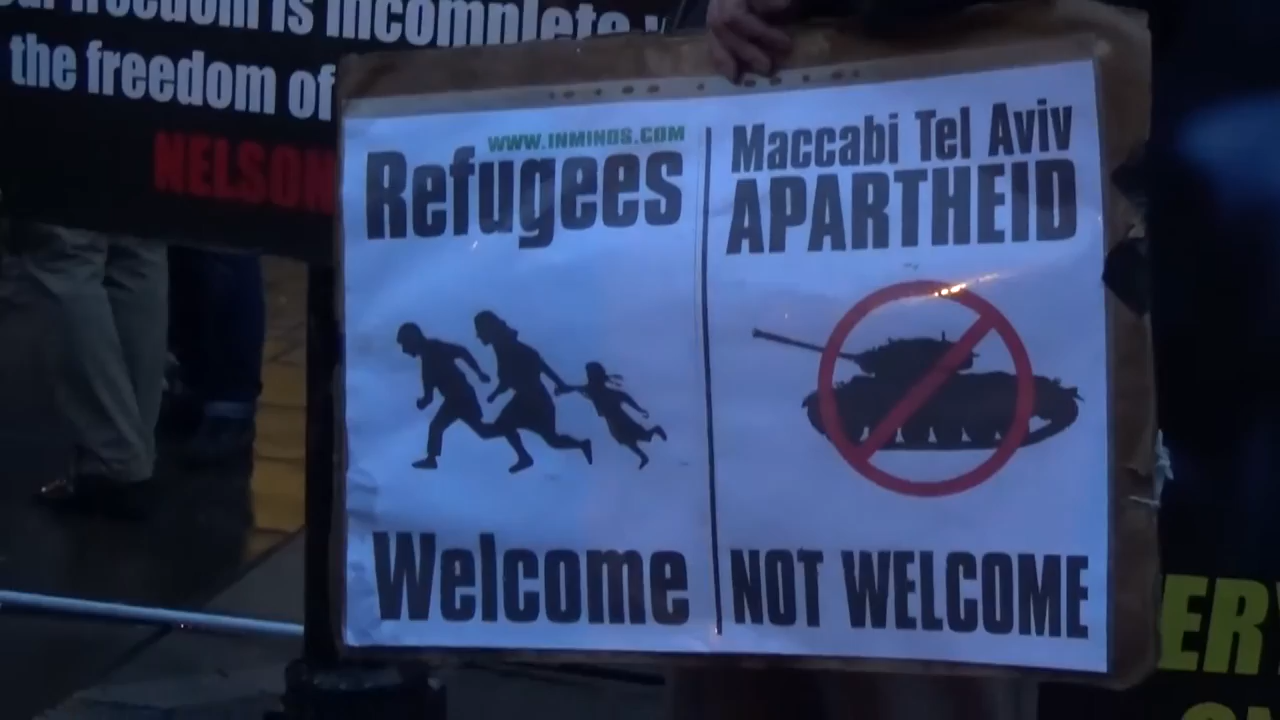 freedom is incomplete
the freedom of
NELSON
WWW.INMINDS.COM
Refugees
Welcome
Maccabi Tel Aviv
APARTHEID
NOT WELCOME
ER